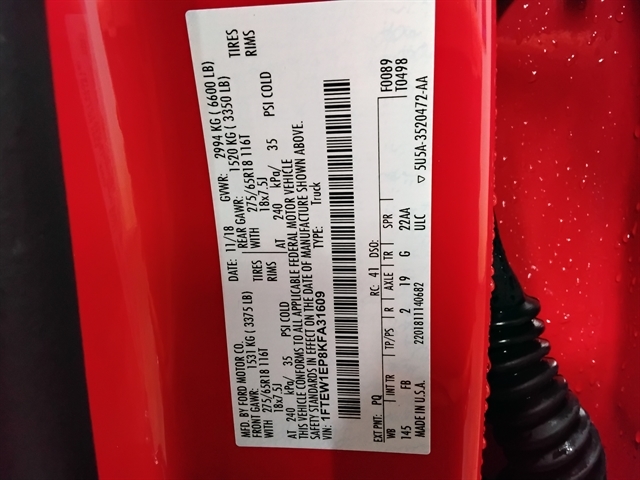 MFD. BY FORD MOTOR CO.
DATE: 11/18 GVWR: 2994 KG ( 6600 LB)
FRONT GAWR: 1531 KG ( 3375 LB) REAR GAWR: 1520 KG ( 3350 LB)
WITH 275/65R18 116T TIRES WITH 275/65R18 116T TIRES
18x7.5J RIMS 18x7.5J RIMS
AT 240 kPa/ 35 PSI COLD AT 240 kPa/ 35 PSI COLD
THIS VEHICLE CONFORMS TO ALL APPLICABLE FEDERAL MOTOR VEHICLE
SAFETY STANDARDS IN EFFECT ON THE DATE OF MANUFACTURE SHOWN ABOVE.
VIN: 1FTEW1EP8KFA31609 TYPE: Truck
F0089
T0498
EXT PNT: PQ RC: 41 DSO:
WB INT TR TP/PS R AXLE TR SPR
145 FB 2 19 G 22AA
MADE IN U.S.A. 2201811140682 ULC
▽ 5U5A-3520472-AA